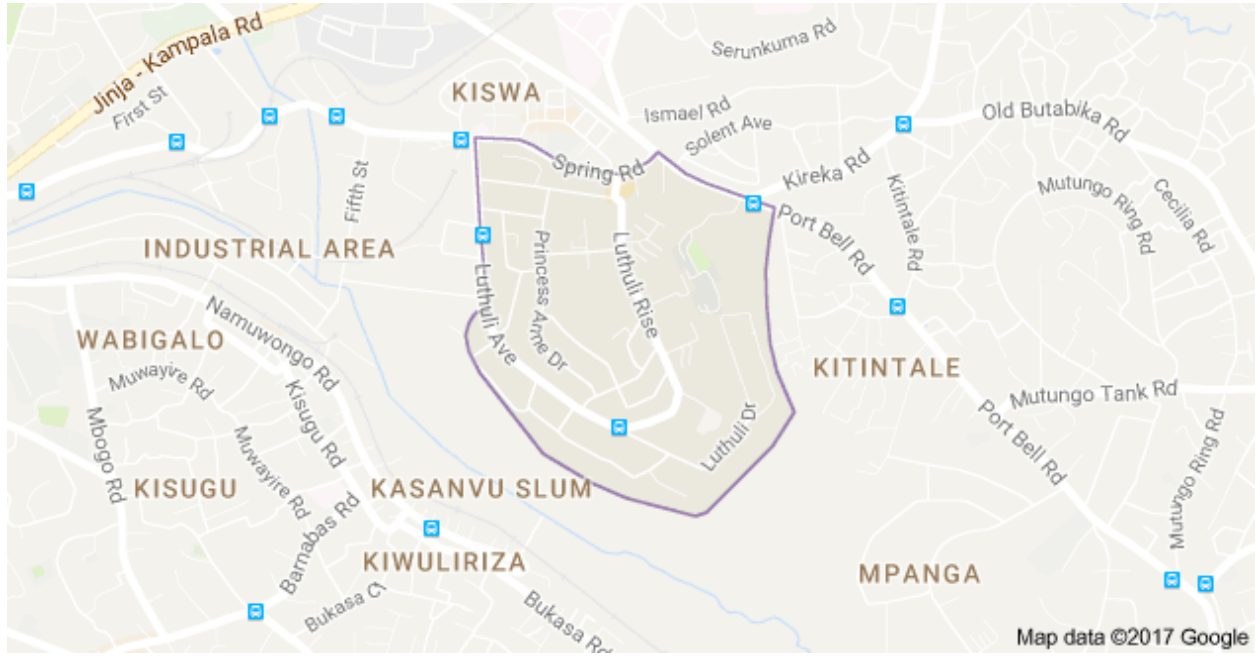 Serunkuma Rd
Jinja - Kampala Rd
First St
KISWA
Ismael Rd
Solent Ave
Old Butabika Rd
Spring Rd
Kireka Rd
Fifth St
Kitintale Rd
Mutungo Ring Rd
Cecilia Rd
Port Bell Rd
INDUSTRIAL AREA
Princess Anne Dr
Luthuli Rise
Luthuli Ave
Namuwongo Rd
WABIGALO
KITINTALE
Muwayire Rd
Kisugu Rd
Mutungo Tank Rd
Luthuli Dr
Port Bell Rd
Mutungo Ring Rd
Mbogo Rd
Muwayire Rd
KISUGU
KASANVU SLUM
Barnabas Rd
KIWULIRIZA
MPANGA
Bukasa
Bukasa Rd
Map data ©2017 Google